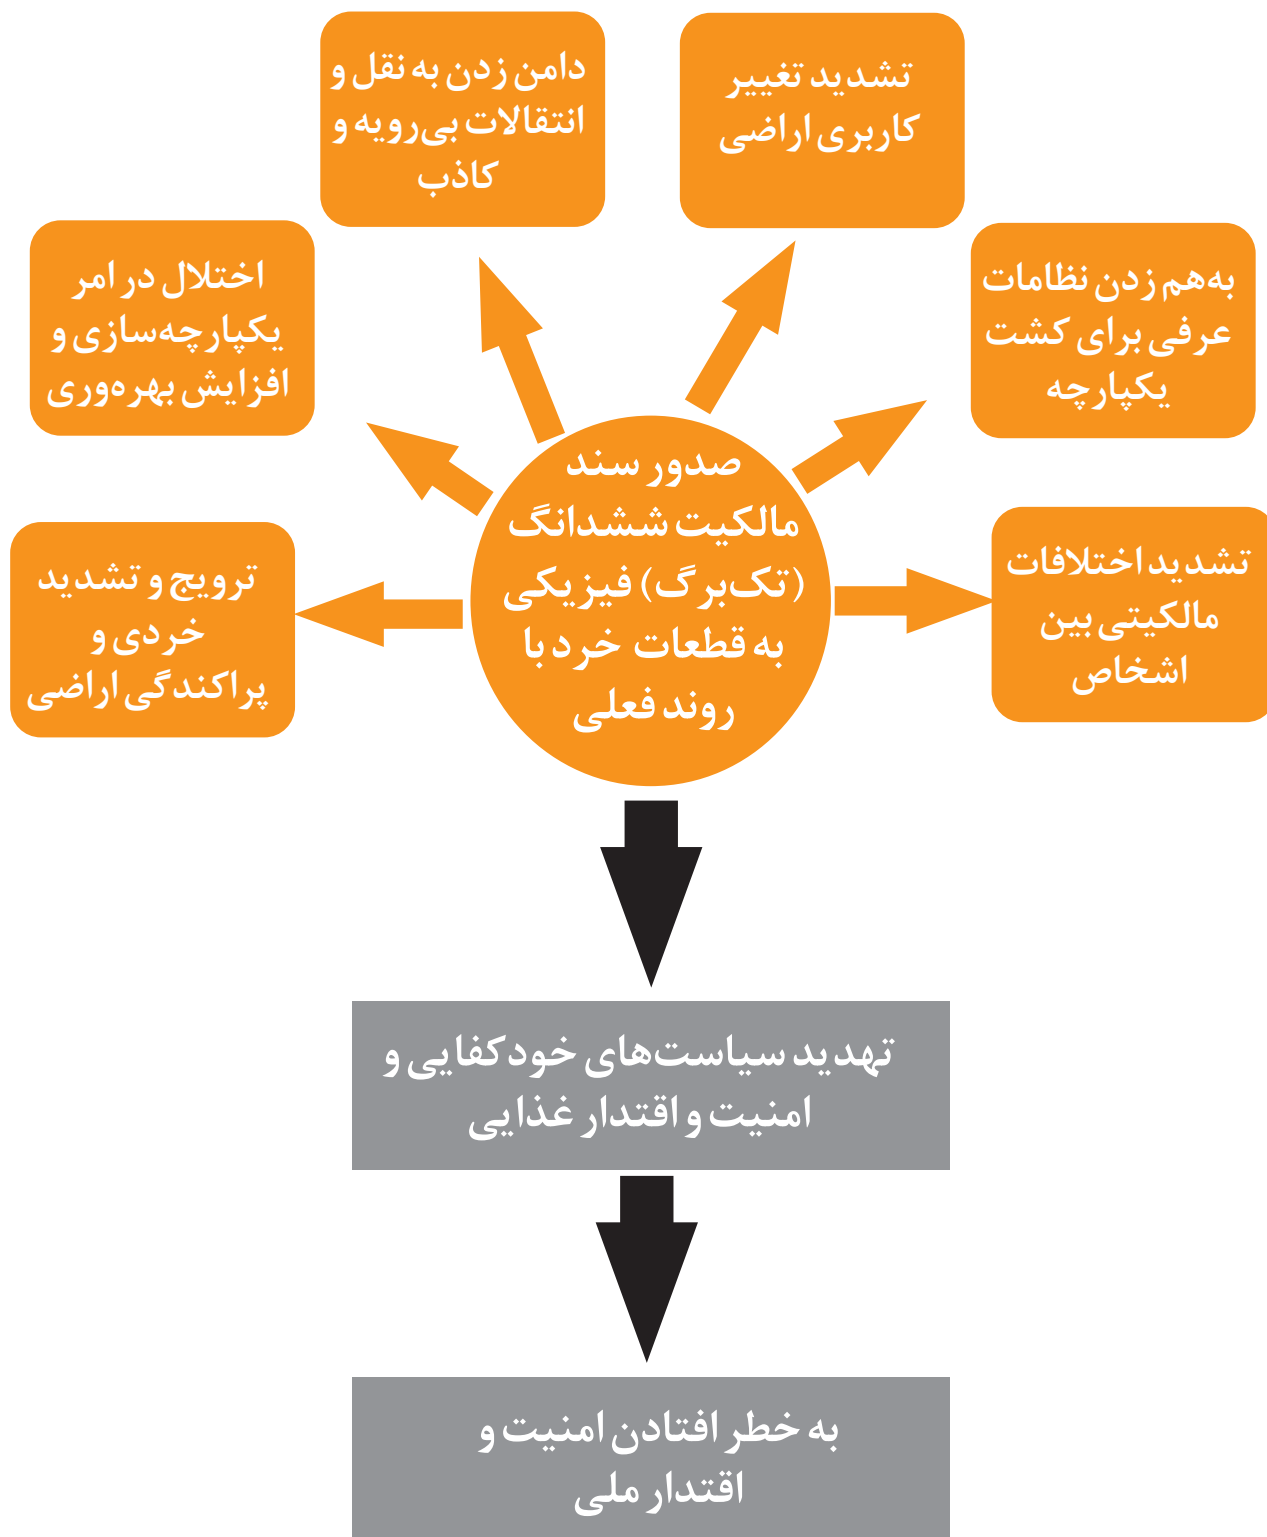 تشدید تغییر
کاربری اراضی
دامن زدن به نقل و
انتقالات بی‌رویه و
کاذب
به‌هم زدن نظامات
عرفی برای کشت
یکپارچه
اختلال در امر
یکپارچه‌سازی و
افزایش بهره‌وری
تشدید اختلافات
مالکیتی بین
اشخاص
صدور سند
مالکیت ششدانگ
(تک‌برگ) فیزیکی
به قطعات خرد با
روند فعلی
ترویج و تشدید
خردی و
پراکندگی اراضی
تهدید سیاست‌های خودکفایی و
امنیت و اقتدار غذایی
به خطر افتادن امنیت و
اقتدار ملی